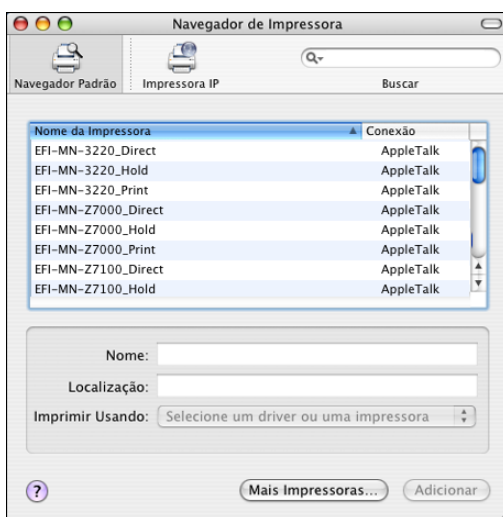 Navegador de Impressora
Navegador Padrão Impressora IP Buscar
Nome da Impressora Conexão
EFI-MN-3220_Direct AppleTalk
EFI-MN-3220_Hold AppleTalk
EFI-MN-3220_Print AppleTalk
EFI-MN-Z7000_Direct AppleTalk
EFI-MN-Z7000_Hold AppleTalk
EFI-MN-Z7000_Print AppleTalk
EFI-MN-Z7100_Direct AppleTalk
EFI-MN-Z7100_Hold AppleTalk
Nome:
Localização:
Imprimir Usando: Selecione um driver ou uma impressora
? Mais Impressoras... Adicionar